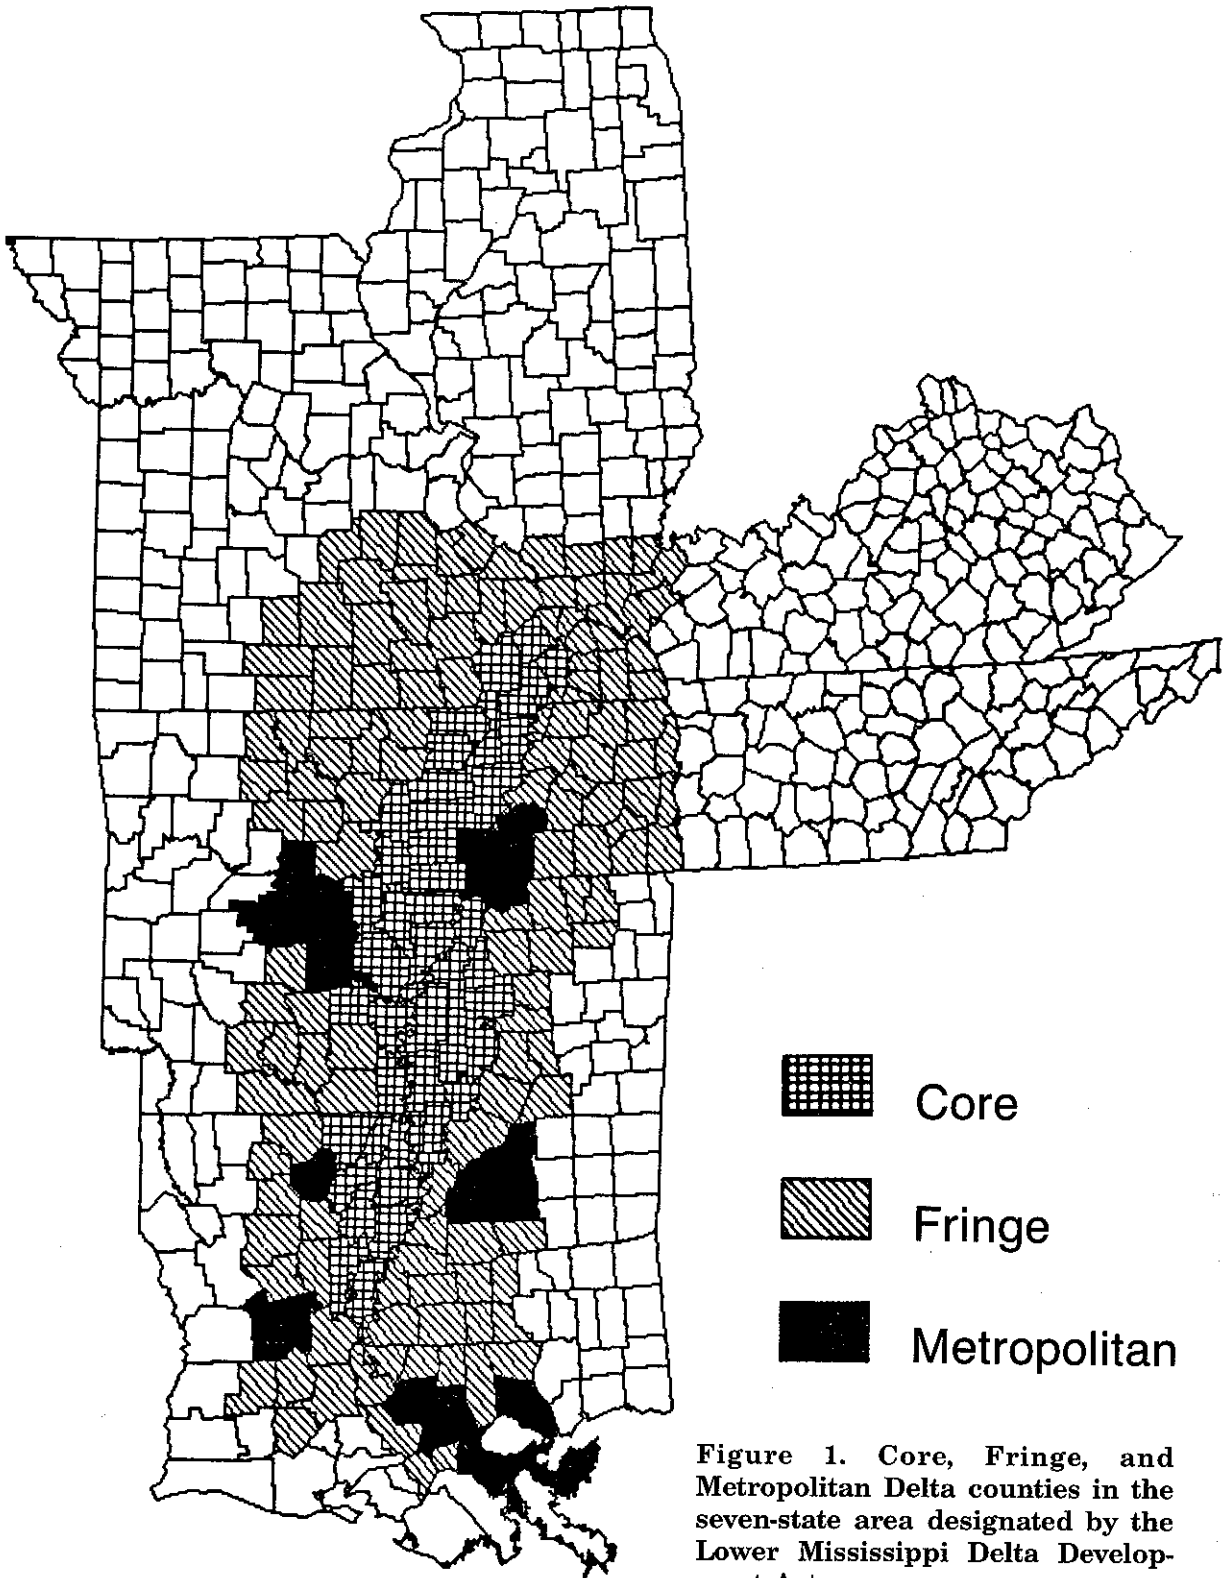 Core
Fringe
Metropolitan
Figure 1. Core, Fringe, and
Metropolitan Delta counties in the
seven-state area designated by the
Lower Mississippi Delta Develop-